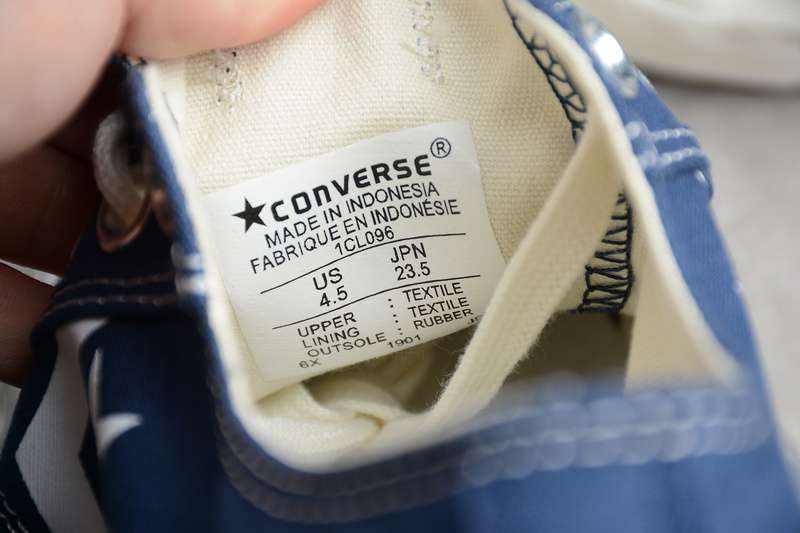 ★CONVERSE®
MADE IN INDONESIA
FABRIQUE EN INDONÉSIE
1CL096
US JPN
4.5 23.5
UPPER : TEXTILE
LINING : TEXTILE
OUTSOLE : RUBBER
6X 1901